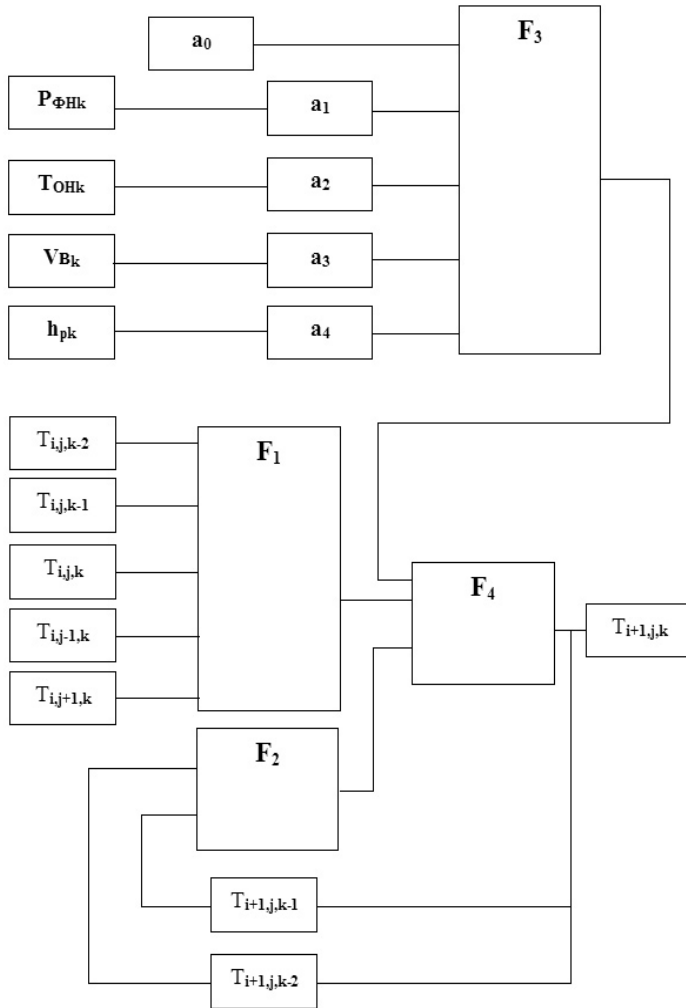 a₀
F₃
PФНk
a₁
TОНk
a₂
VВk
a₃
hpk
a₄
Ti,j,k-2
F₁
Ti,j,k-1
Ti,j,k
Ti,j-1,k
Ti,j+1,k
F₄
Ti+1,j,k
F₂
Ti+1,j,k-1
Ti+1,j,k-2